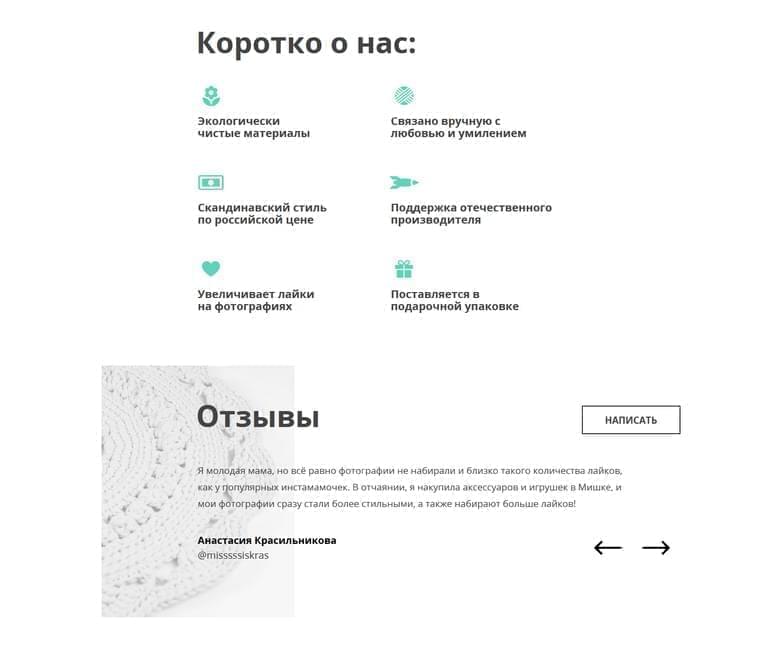 Коротко о нас:
Экологически
чистые материалы
Связано вручную с
любовью и умилением
Скандинавский стиль
по российской цене
Поддержка отечественного
производителя
Увеличивает лайки
на фотографиях
Поставляется в
подарочной упаковке
Отзывы
НАПИСАТЬ
Я молодая мама, но всё равно фотографии не набирали и близко такого количества лайков,
как у популярных инстамамочек. В отчаянии, я накупила аксессуаров и игрушек в Мишке, и
мои фотографии сразу стали более стильными, а также набирают больше лайков!
Анастасия Красильникова
@misssssiskras